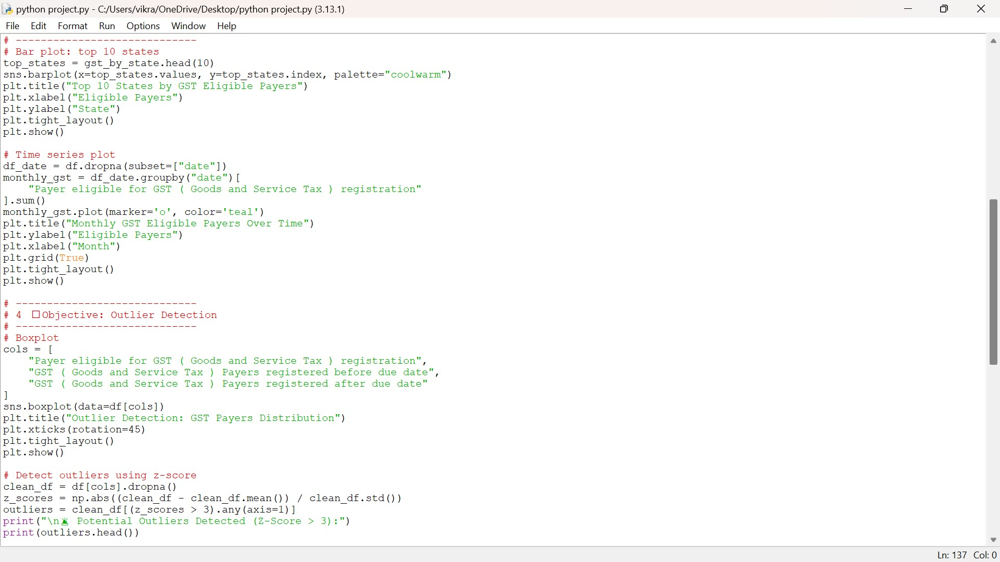 python project.py - C:/Users/vikra/OneDrive/Desktop/python project.py (3.13.1)
File Edit Format Run Options Window Help
# -----------------------------
# Bar plot: top 10 states
top_states = gst_by_state.head(10)
sns.barplot(x=top_states.values, y=top_states.index, palette="coolwarm")
plt.title("Top 10 States by GST Eligible Payers")
plt.xlabel("Eligible Payers")
plt.ylabel("State")
plt.tight_layout()
plt.show()

# Time series plot
df_date = df.dropna(subset=["date"])
monthly_gst = df_date.groupby("date")[
    "Payer eligible for GST ( Goods and Service Tax ) registration"
].sum()
monthly_gst.plot(marker='o', color='teal')
plt.title("Monthly GST Eligible Payers Over Time")
plt.ylabel("Eligible Payers")
plt.xlabel("Month")
plt.grid(True)
plt.tight_layout()
plt.show()

# -----------------------------
# 4 □Objective: Outlier Detection
# -----------------------------
# Boxplot
cols = [
    "Payer eligible for GST ( Goods and Service Tax ) registration",
    "GST ( Goods and Service Tax ) Payers registered before due date",
    "GST ( Goods and Service Tax ) Payers registered after due date"
]
sns.boxplot(data=df[cols])
plt.title("Outlier Detection: GST Payers Distribution")
plt.xticks(rotation=45)
plt.tight_layout()
plt.show()

# Detect outliers using z-score
clean_df = df[cols].dropna()
z_scores = np.abs((clean_df - clean_df.mean()) / clean_df.std())
outliers = clean_df[(z_scores > 3).any(axis=1)]
print("\n🚨 Potential Outliers Detected (Z-Score > 3):")
print(outliers.head())
Ln: 137 Col: 0